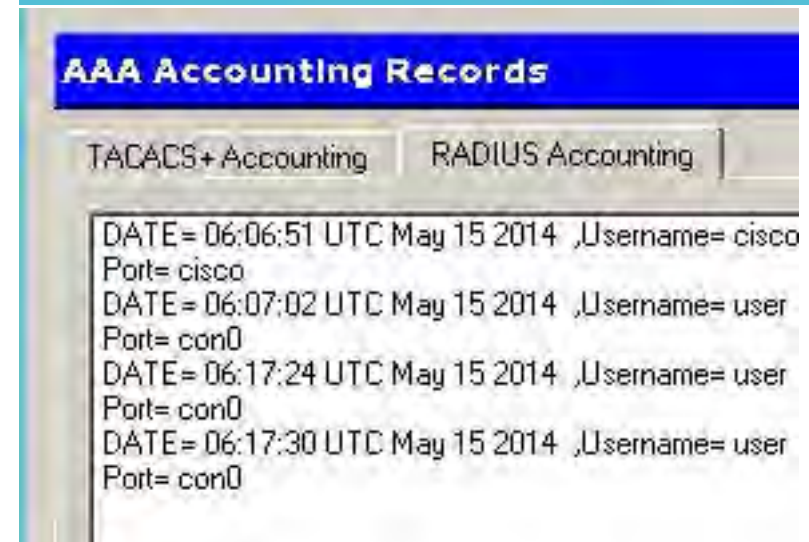 AAA Accounting Records
TACACS+ Accounting
RADIUS Accounting
DATE= 06:06:51 UTC May 15 2014 ,Username= cisco
Port= cisco
DATE= 06:07:02 UTC May 15 2014 ,Username= user
Port= con0
DATE= 06:17:24 UTC May 15 2014 ,Username= user
Port= con0
DATE= 06:17:30 UTC May 15 2014 ,Username= user
Port= con0